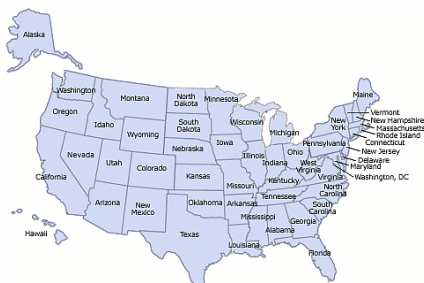 Alaska
Washington
Montana
North
Dakota
Minnesota
Maine
Oregon
Idaho
South
Dakota
Wisconsin
Michigan
New
York
Vermont
New Hampshire
Massachusetts
Rhode Island
Connecticut
Wyoming
Nebraska
Iowa
Pennsylvania
New Jersey
Nevada
Utah
Colorado
Illinois
Indiana
Ohio
West
Virginia
Delaware
Maryland
Washington, DC
California
Kansas
Missouri
Kentucky
Virginia
Arizona
New
Mexico
Oklahoma
Arkansas
Tennessee
North
Carolina
South
Carolina
Hawaii
Texas
Mississippi
Alabama
Georgia
Louisiana
Florida